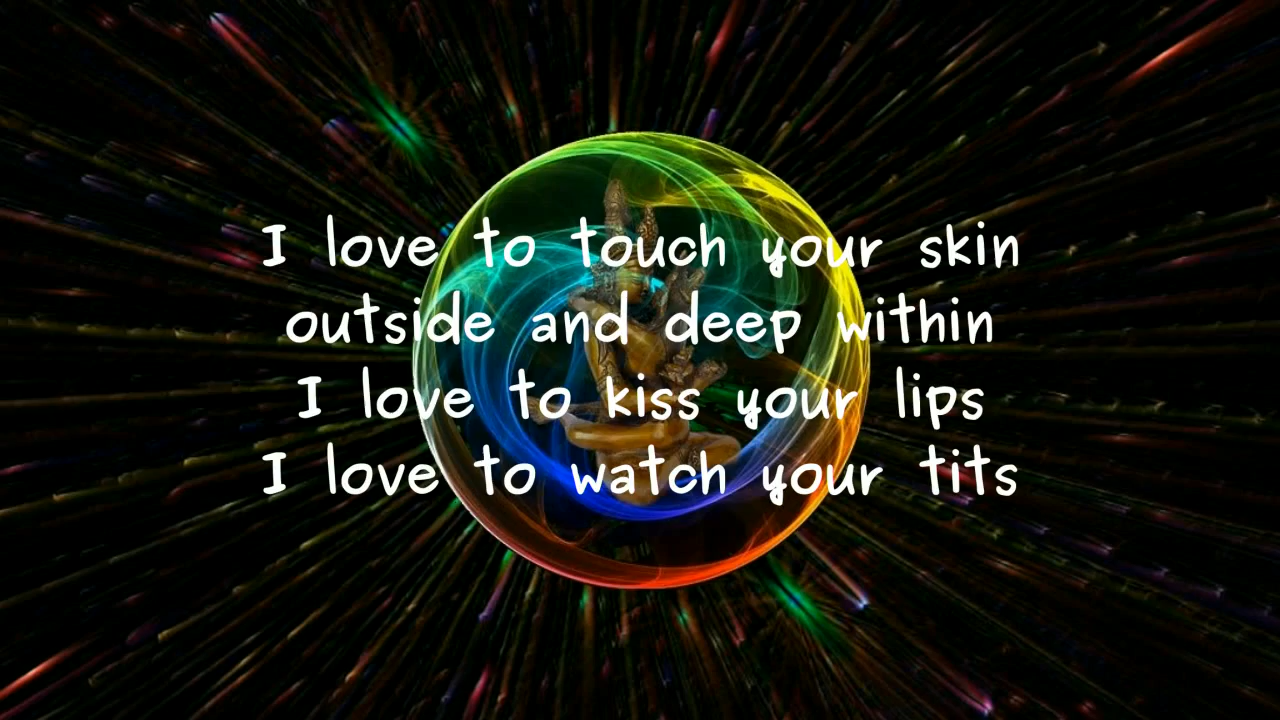 I love to touch your skin
outside and deep within
I love to kiss your lips
I love to watch your tits